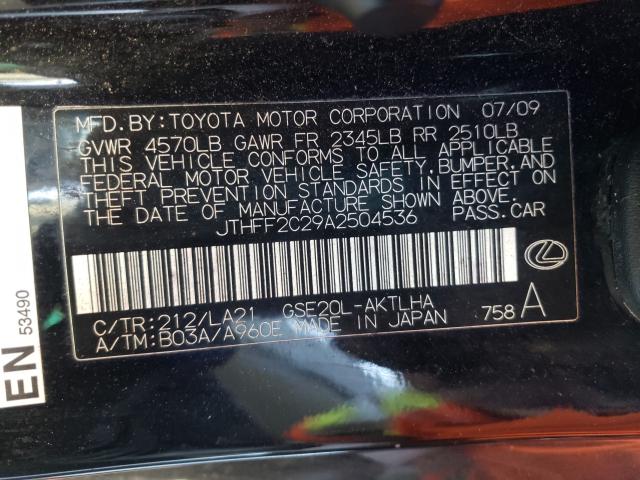 MFD. BY:TOYOTA MOTOR CORPORATION 07/09
GVWR 4570LB GAWR FR 2345LB RR 2510LB
THIS VEHICLE CONFORMS TO ALL APPLICABLE
FEDERAL MOTOR VEHICLE SAFETY,BUMPER,AND
THEFT PREVENTION STANDARDS IN EFFECT ON
THE DATE OF MANUFACTURE SHOWN ABOVE.
JTHFF2C29A2504536 PASS.CAR
C/TR:212/LA21 GSE20L-AKTLHA
A/TM:B03A/A960E MADE IN JAPAN 758 A
EN 53490